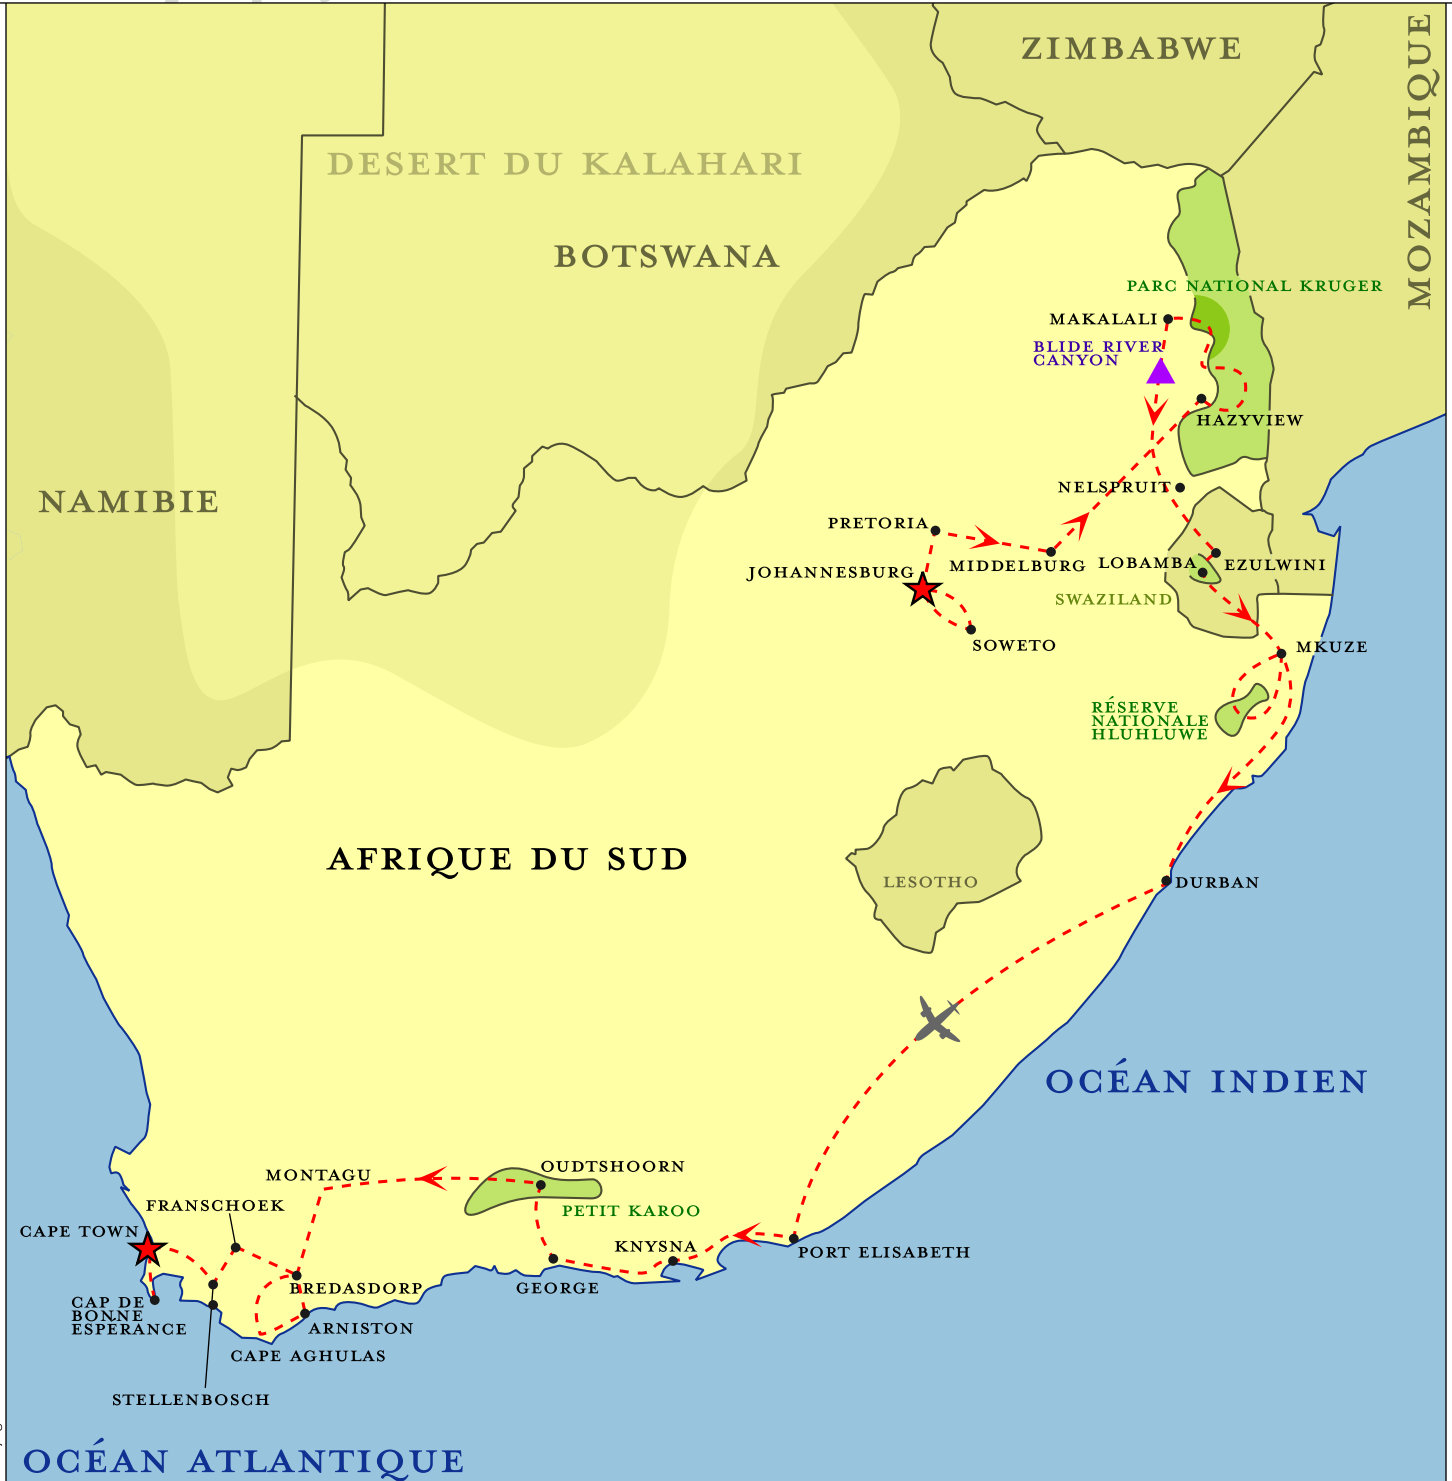 ZIMBABWE
MOZAMBIQUE
DESERT DU KALAHARI
BOTSWANA
PARC NATIONAL KRUGER
MAKALALI
BLIDE RIVER
CANYON
HAZYVIEW
NAMIBIE
NELSPRUIT
PRETORIA
JOHANNESBURG
MIDDELBURG
LOBAMBA
EZULWINI
SWAZILAND
SOWETO
MKUZE
RÉSERVE
NATIONALE
HLUHLUWE
AFRIQUE DU SUD
LESOTHO
DURBAN
OCÉAN INDIEN
OUDTSHOORN
MONTAGU
FRANSCHOEK
PETIT KAROO
CAPE TOWN
KNYSNA
PORT ELISABETH
BREDASDORP
GEORGE
CAP DE
BONNE
ESPERANCE
ARNISTON
CAPE AGHULAS
STELLENBOSCH
OCÉAN ATLANTIQUE